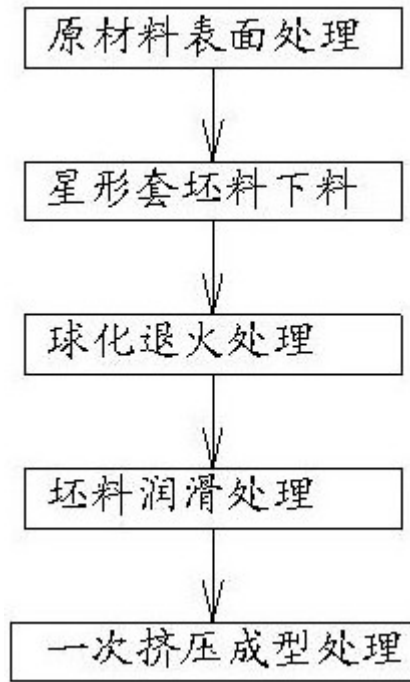 原材料表面处理
星形套坯料下料
球化退火处理
坯料润滑处理
一次挤压成型处理